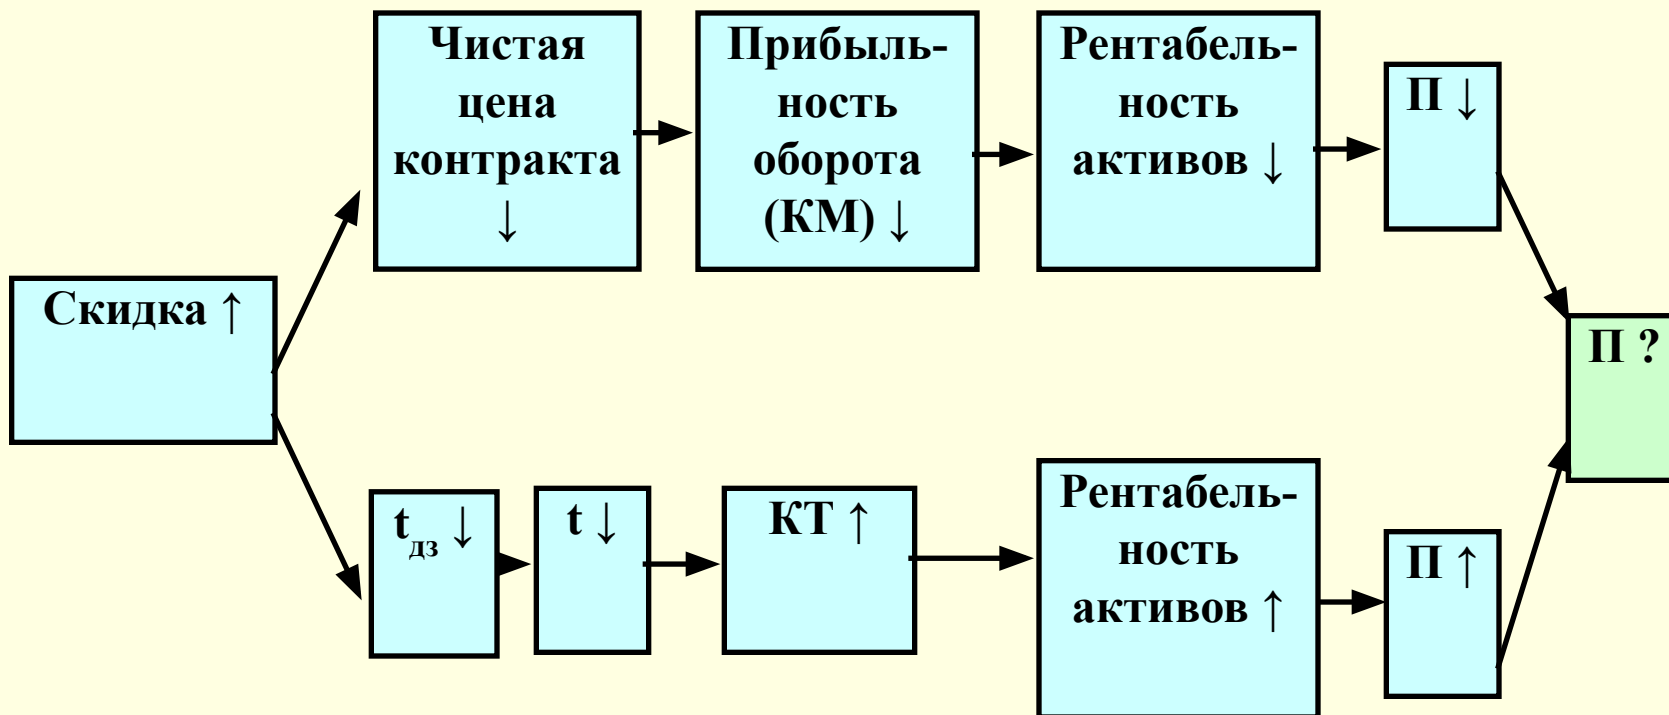 Скидка ↑
Чистая
цена
контракта
↓
Прибыль-
ность
оборота
(КМ) ↓
Рентабель-
ность
активов ↓
П ↓
tдз ↓
t ↓
КТ ↑
Рентабель-
ность
активов ↑
П ↑
П ?